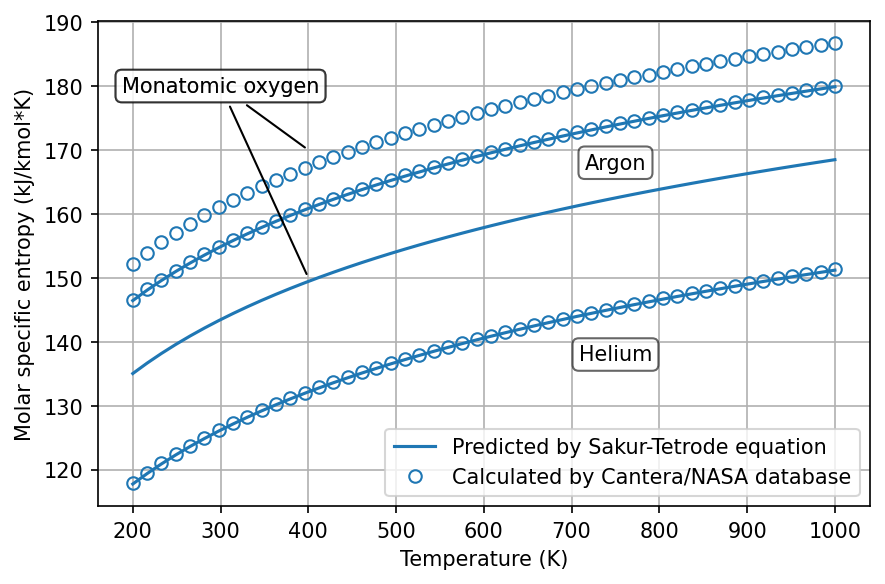 190
180
170
160
150
140
130
120
Molar specific entropy (kJ/kmol*K)
Monatomic oxygen
Argon
Helium
Predicted by Sakur-Tetrode equation
Calculated by Cantera/NASA database
200 300 400 500 600 700 800 900 1000
Temperature (K)